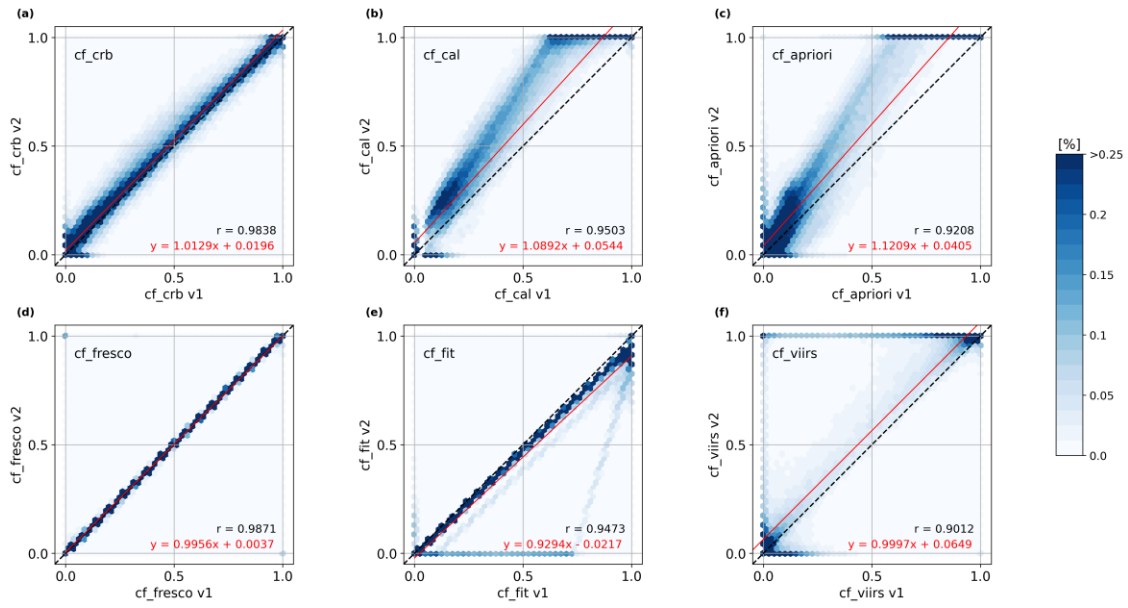 (a)
1.0
0.5
0.0
cf_crb v2
cf_crb
r = 0.9838
y = 1.0129x + 0.0196
0.0 0.5 1.0
cf_crb v1
(b)
1.0
0.5
0.0
cf_cal v2
cf_cal
r = 0.9503
y = 1.0892x + 0.0544
0.0 0.5 1.0
cf_cal v1
(c)
1.0
0.5
0.0
cf_apriori v2
cf_apriori
r = 0.9208
y = 1.1209x + 0.0405
0.0 0.5 1.0
cf_apriori v1
(d)
1.0
0.5
0.0
cf_fresco v2
cf_fresco
r = 0.9871
y = 0.9956x + 0.0037
0.0 0.5 1.0
cf_fresco v1
(e)
1.0
0.5
0.0
cf_fit v2
cf_fit
r = 0.9473
y = 0.9294x - 0.0217
0.0 0.5 1.0
cf_fit v1
(f)
1.0
0.5
0.0
cf_viirs v2
cf_viirs
r = 0.9012
y = 0.9997x + 0.0649
0.0 0.5 1.0
cf_viirs v1
[%]
>0.25
0.2
0.15
0.1
0.05
0.0